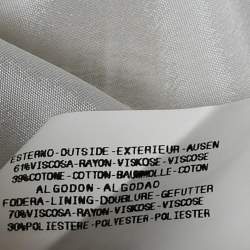 ESTERNO-OUTSIDE-EXTERIEUR-AUSEN
61%VISCOSA-RAYON-VISKOSE-VISCOSE
39%COTONE-COTTON-BAUMWOLLE-COTON
ALGODON-ALGODAO
FODERA-LINING-DOUBLURE-GEFUTTER
70%VISCOSA-RAYON-VISKOSE-VISCOSE
30%POLIESTERE-POLYESTER-POLIESTER